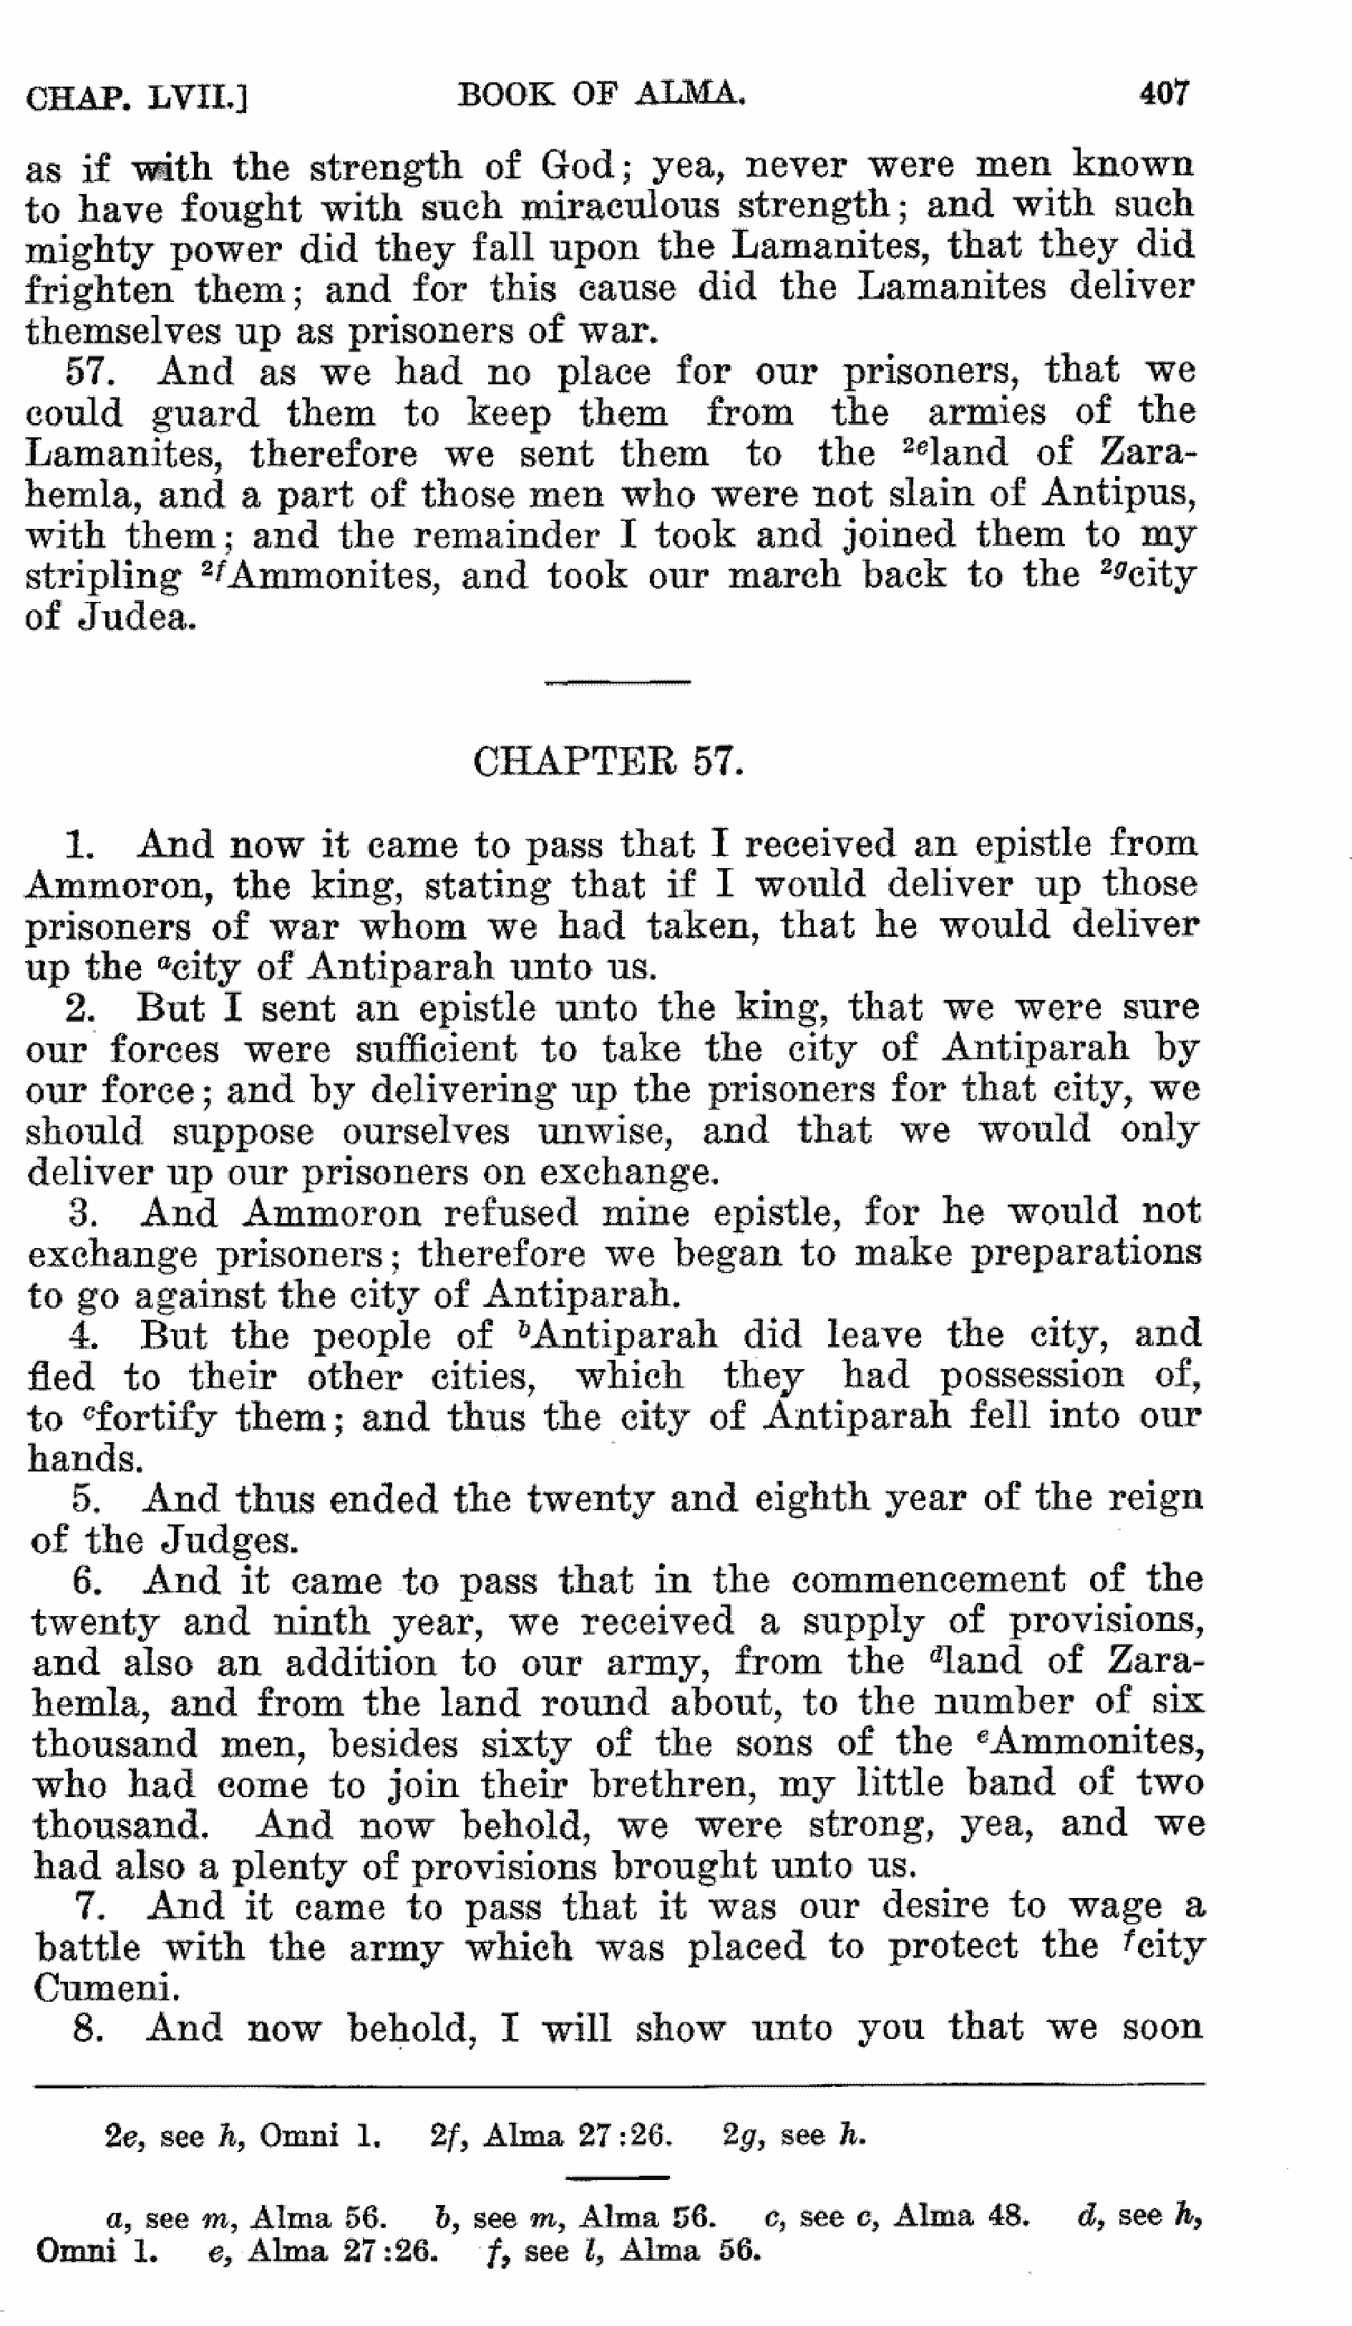 CHAP. LVII.] BOOK OF ALMA. 407
as if with the strength of God; yea, never were men known
to have fought with such miraculous strength; and with such
mighty power did they fall upon the Lamanites, that they did
frighten them; and for this cause did the Lamanites deliver
themselves up as prisoners of war.
57. And as we had no place for our prisoners, that we
could guard them to keep them from the armies of the
Lamanites, therefore we sent them to the 2eland of Zara-
hemla, and a part of those men who were not slain of Antipus,
with them; and the remainder I took and joined them to my
stripling 2fAmmonites, and took our march back to the 2gcity
of Judea.
CHAPTER 57.
1. And now it came to pass that I received an epistle from
Ammoron, the king, stating that if I would deliver up those
prisoners of war whom we had taken, that he would deliver
up the acity of Antiparah unto us.
2. But I sent an epistle unto the king, that we were sure
our forces were sufficient to take the city of Antiparah by
our force; and by delivering up the prisoners for that city, we
should suppose ourselves unwise, and that we would only
deliver up our prisoners on exchange.
3. And Ammoron refused mine epistle, for he would not
exchange prisoners; therefore we began to make preparations
to go against the city of Antiparah.
4. But the people of bAntiparah did leave the city, and
fled to their other cities, which they had possession of,
to cfortify them; and thus the city of Antiparah fell into our
hands.
5. And thus ended the twenty and eighth year of the reign
of the Judges.
6. And it came to pass that in the commencement of the
twenty and ninth year, we received a supply of provisions,
and also an addition to our army, from the dland of Zara-
hemla, and from the land round about, to the number of six
thousand men, besides sixty of the sons of the eAmmonites,
who had come to join their brethren, my little band of two
thousand. And now behold, we were strong, yea, and we
had also a plenty of provisions brought unto us.
7. And it came to pass that it was our desire to wage a
battle with the army which was placed to protect the fcity
Cumeni.
8. And now behold, I will show unto you that we soon
2e, see h, Omni 1. 2f, Alma 27:26. 2g, see h.
a, see m, Alma 56. b, see m, Alma 56. c, see c, Alma 48. d, see h,
Omni 1. e, Alma 27:26. f, see l, Alma 56.